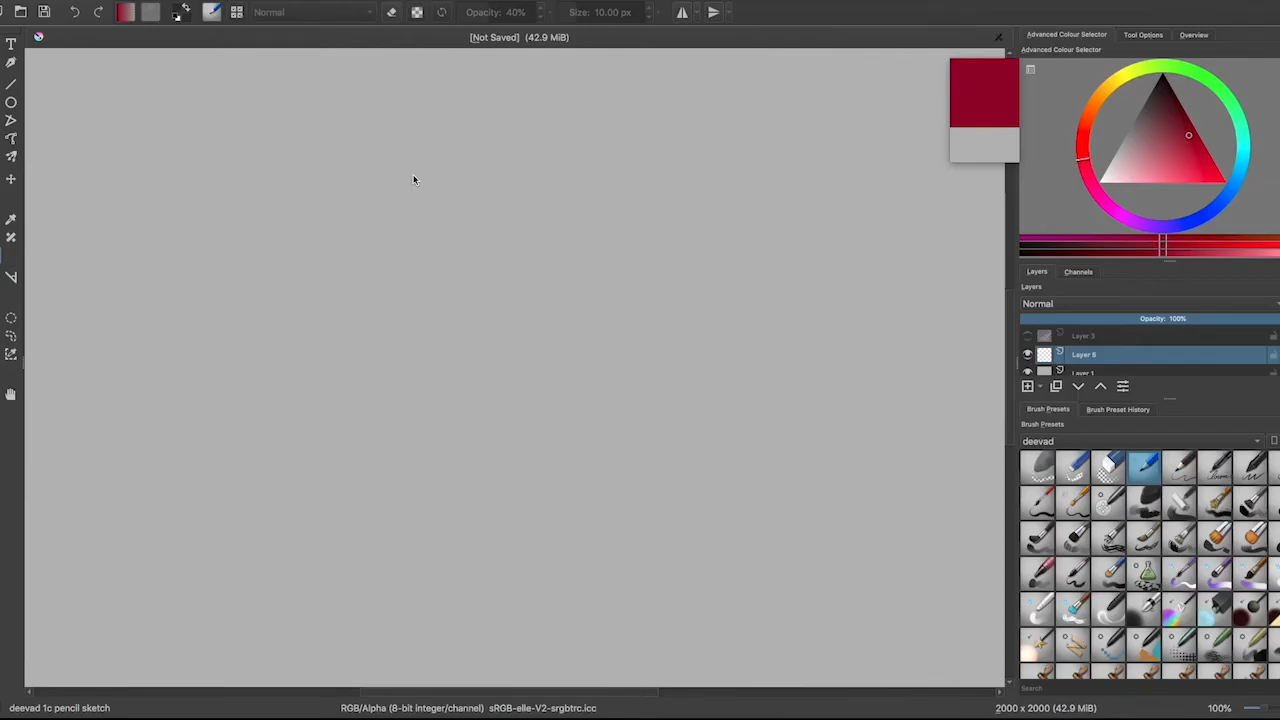 Normal
Opacity: 40%
Size: 10.00 px
[Not Saved] (42.9 MiB)
Advanced Colour Selector
Tool Options
Overview
Advanced Colour Selector
Layers
Channels
Layers
Normal
Opacity: 100%
Layer 3
Layer 1
Brush Presets
Brush Preset History
Brush Presets
deevad
Search
deevad 1c pencil sketch
RGB/Alpha (8-bit integer/channel) sRGB-elle-V2-srgbtrc.icc
2000 x 2000 (42.9 MiB)
100%